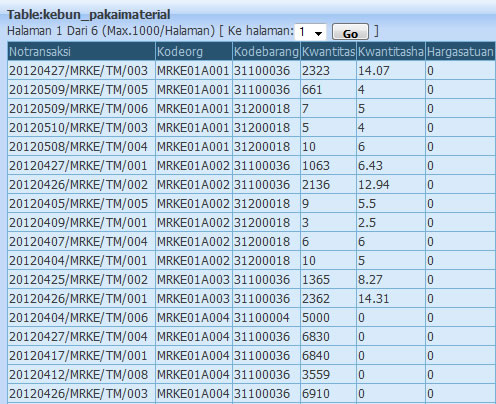 Table:kebun_pakaimaterial
Halaman 1 Dari 6 (Max.1000/Halaman) [ Ke halaman: 1 Go ]
Notransaksi Kodeorg Kodebarang Kwantitas Kwantitasha Hargasatuan
20120427/MRKE/TM/003 MRKE01A001 31100036 2323 14.07 0
20120509/MRKE/TM/005 MRKE01A001 31100036 661 4 0
20120509/MRKE/TM/006 MRKE01A001 31200018 7 5 0
20120510/MRKE/TM/003 MRKE01A001 31200018 5 4 0
20120508/MRKE/TM/004 MRKE01A001 31200018 10 6 0
20120427/MRKE/TM/001 MRKE01A002 31100036 1063 6.43 0
20120426/MRKE/TM/002 MRKE01A002 31100036 2136 12.94 0
20120405/MRKE/TM/005 MRKE01A002 31200018 9 5.5 0
20120409/MRKE/TM/001 MRKE01A002 31200018 3 2.5 0
20120407/MRKE/TM/004 MRKE01A002 31200018 6 6 0
20120404/MRKE/TM/001 MRKE01A002 31200018 10 5 0
20120425/MRKE/TM/002 MRKE01A003 31100036 1365 8.27 0
20120426/MRKE/TM/001 MRKE01A003 31100036 2362 14.31 0
20120404/MRKE/TM/006 MRKE01A004 31100004 5000 0 0
20120427/MRKE/TM/004 MRKE01A004 31100036 6830 0 0
20120417/MRKE/TM/001 MRKE01A004 31100036 6840 0 0
20120412/MRKE/TM/008 MRKE01A004 31100036 3559 0 0
20120426/MRKE/TM/003 MRKE01A004 31100036 6910 0 0